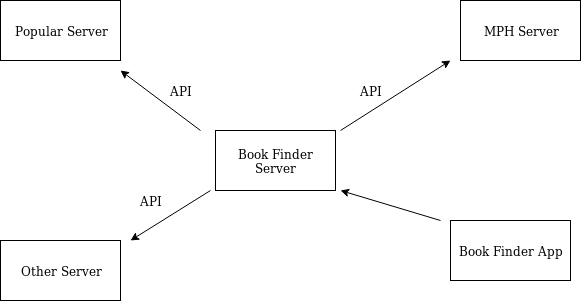 Popular Server
MPH Server
API
API
Book Finder
Server
API
Other Server
Book Finder App